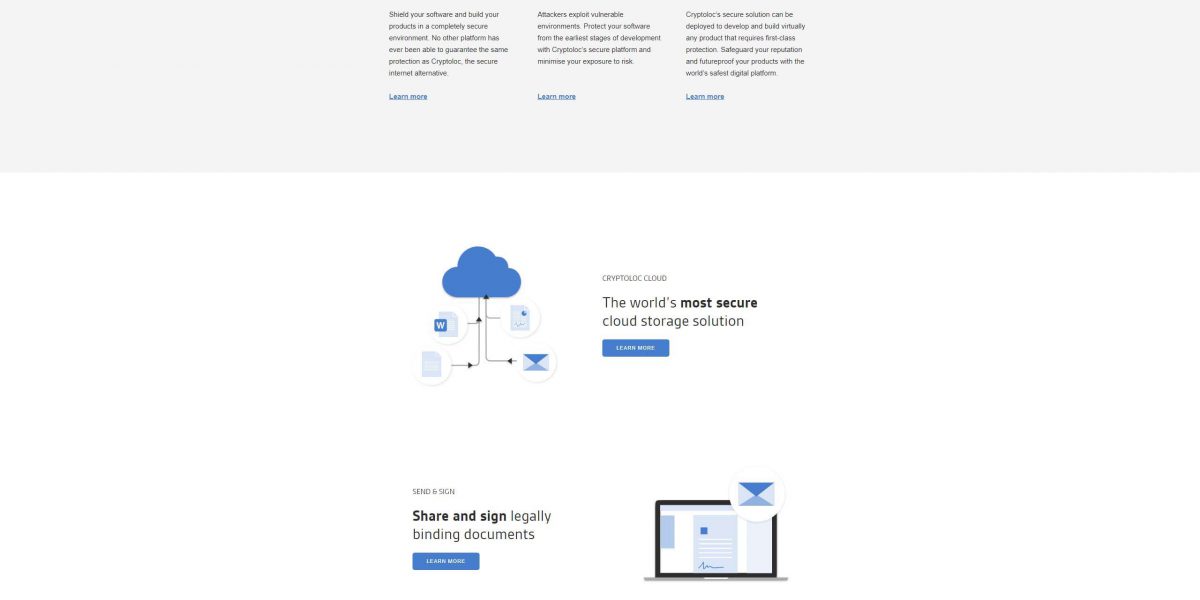 Shield your software and build your
products in a completely secure
environment. No other platform has
ever been able to guarantee the same
protection as Cryptoloc, the secure
internet alternative.
Learn more
Attackers exploit vulnerable
environments. Protect your software
from the earliest stages of development
with Cryptoloc's secure platform and
minimise your exposure to risk.
Learn more
Cryptoloc's secure solution can be
deployed to develop and build virtually
any product that requires first-class
protection. Safeguard your reputation
and futureproof your products with the
world's safest digital platform.
Learn more
W
CRYPTOLOC CLOUD
The world's most secure
cloud storage solution
LEARN MORE
SEND & SIGN
Share and sign legally
binding documents
LEARN MORE